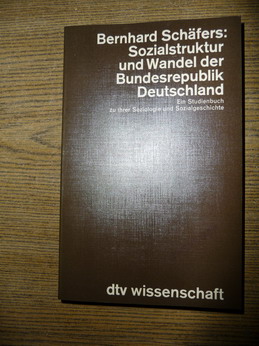 Bernhard Schäfers:
Sozialstruktur
und Wandel der
Bundesrepublik
Deutschland
Ein Studienbuch
zu ihrer Soziologie und Sozialgeschichte
dtv wissenschaft